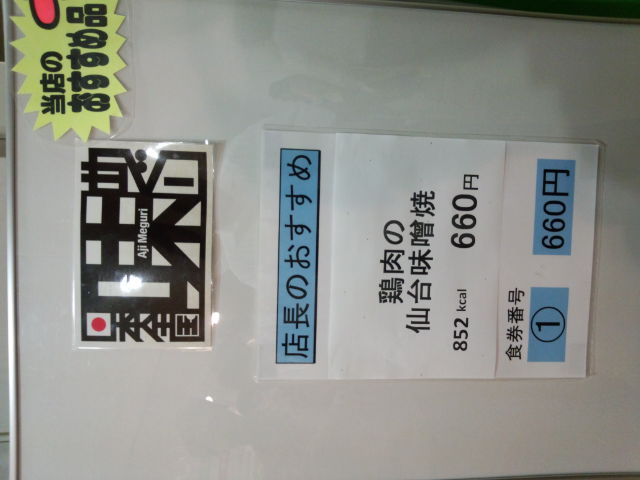 当店の
おすすめ品
日本全国
味めぐり
Aji Meguri
店長のおすすめ
鶏肉の
仙台味噌焼
852 kcal 660円
食券番号
① 660円